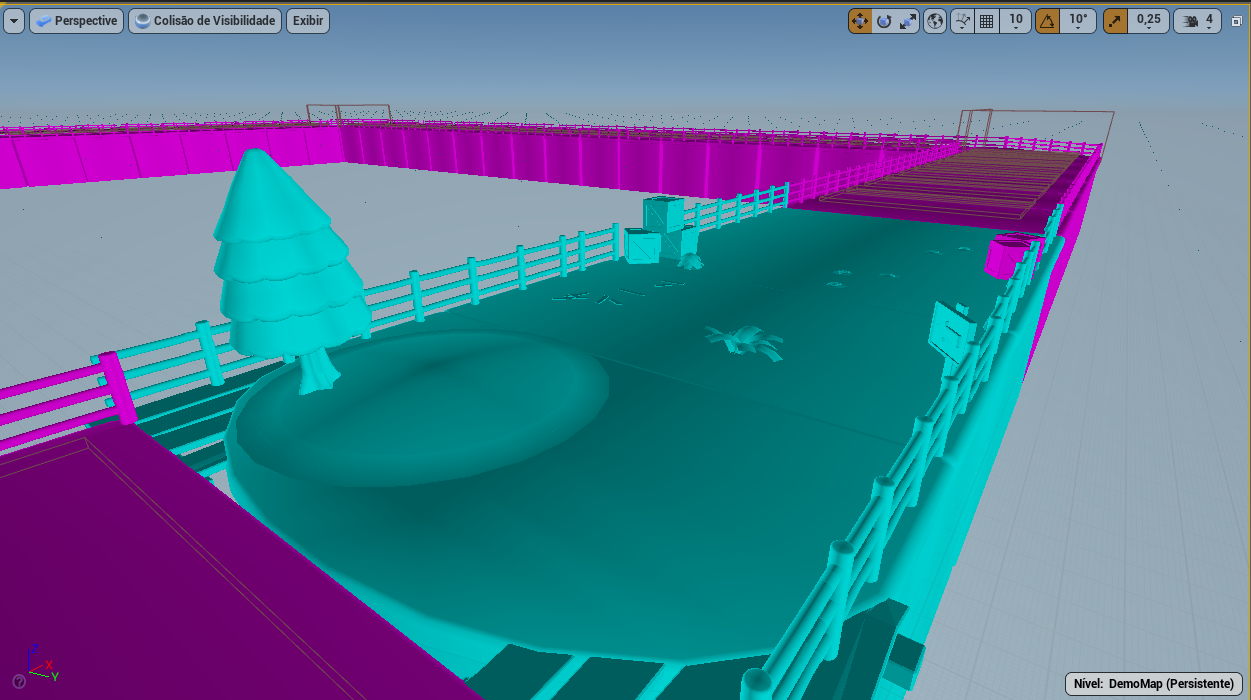 Perspective
Colisão de Visibilidade
Exibir
10
10°
0,25
4
Z
X
Y
?
Nível: DemoMap (Persistente)